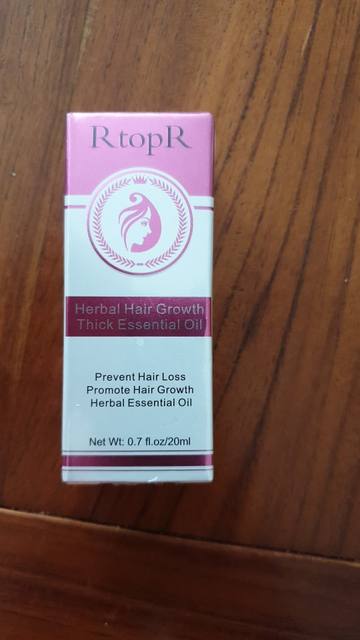 RtopR
Herbal Hair Growth
Thick Essential Oil
Prevent Hair Loss
Promote Hair Growth
Herbal Essential Oil
Net Wt: 0.7 fl.oz/20ml